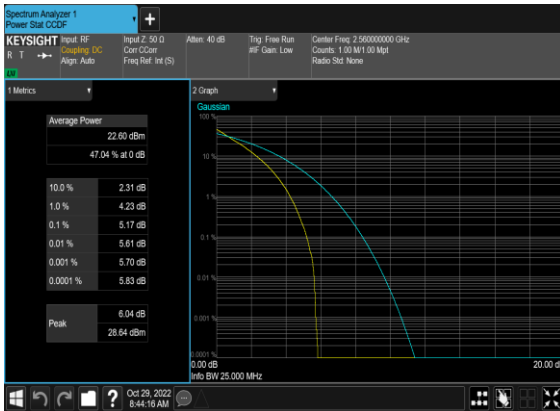 Spectrum Analyzer 1
Power Stat CCDF
+
KEYSIGHT
R T
LM
Input: RF
Coupling: DC
Align: Auto
Input Z: 50 Ω
Corr CCorr
Freq Ref: Int (S)
Atten: 40 dB
Trig: Free Run
#IF Gain: Low
Center Freq: 2.560000000 GHz
Counts: 1.00 M/1.00 Mpt
Radio Std: None
1 Metrics
Average Power
22.60 dBm
47.04 % at 0 dB
10.0 % 2.31 dB
1.0 % 4.23 dB
0.1 % 5.17 dB
0.01 % 5.61 dB
0.001 % 5.70 dB
0.0001 % 5.83 dB
Peak
6.04 dB
28.64 dBm
2 Graph
Gaussian
100 %
10 %
1 %
0.1 %
0.01 %
0.001 %
0.0001 %
0.00 dB
20.00 d
Info BW 25.000 MHz
?
Oct 29, 2022
8:44:16 AM